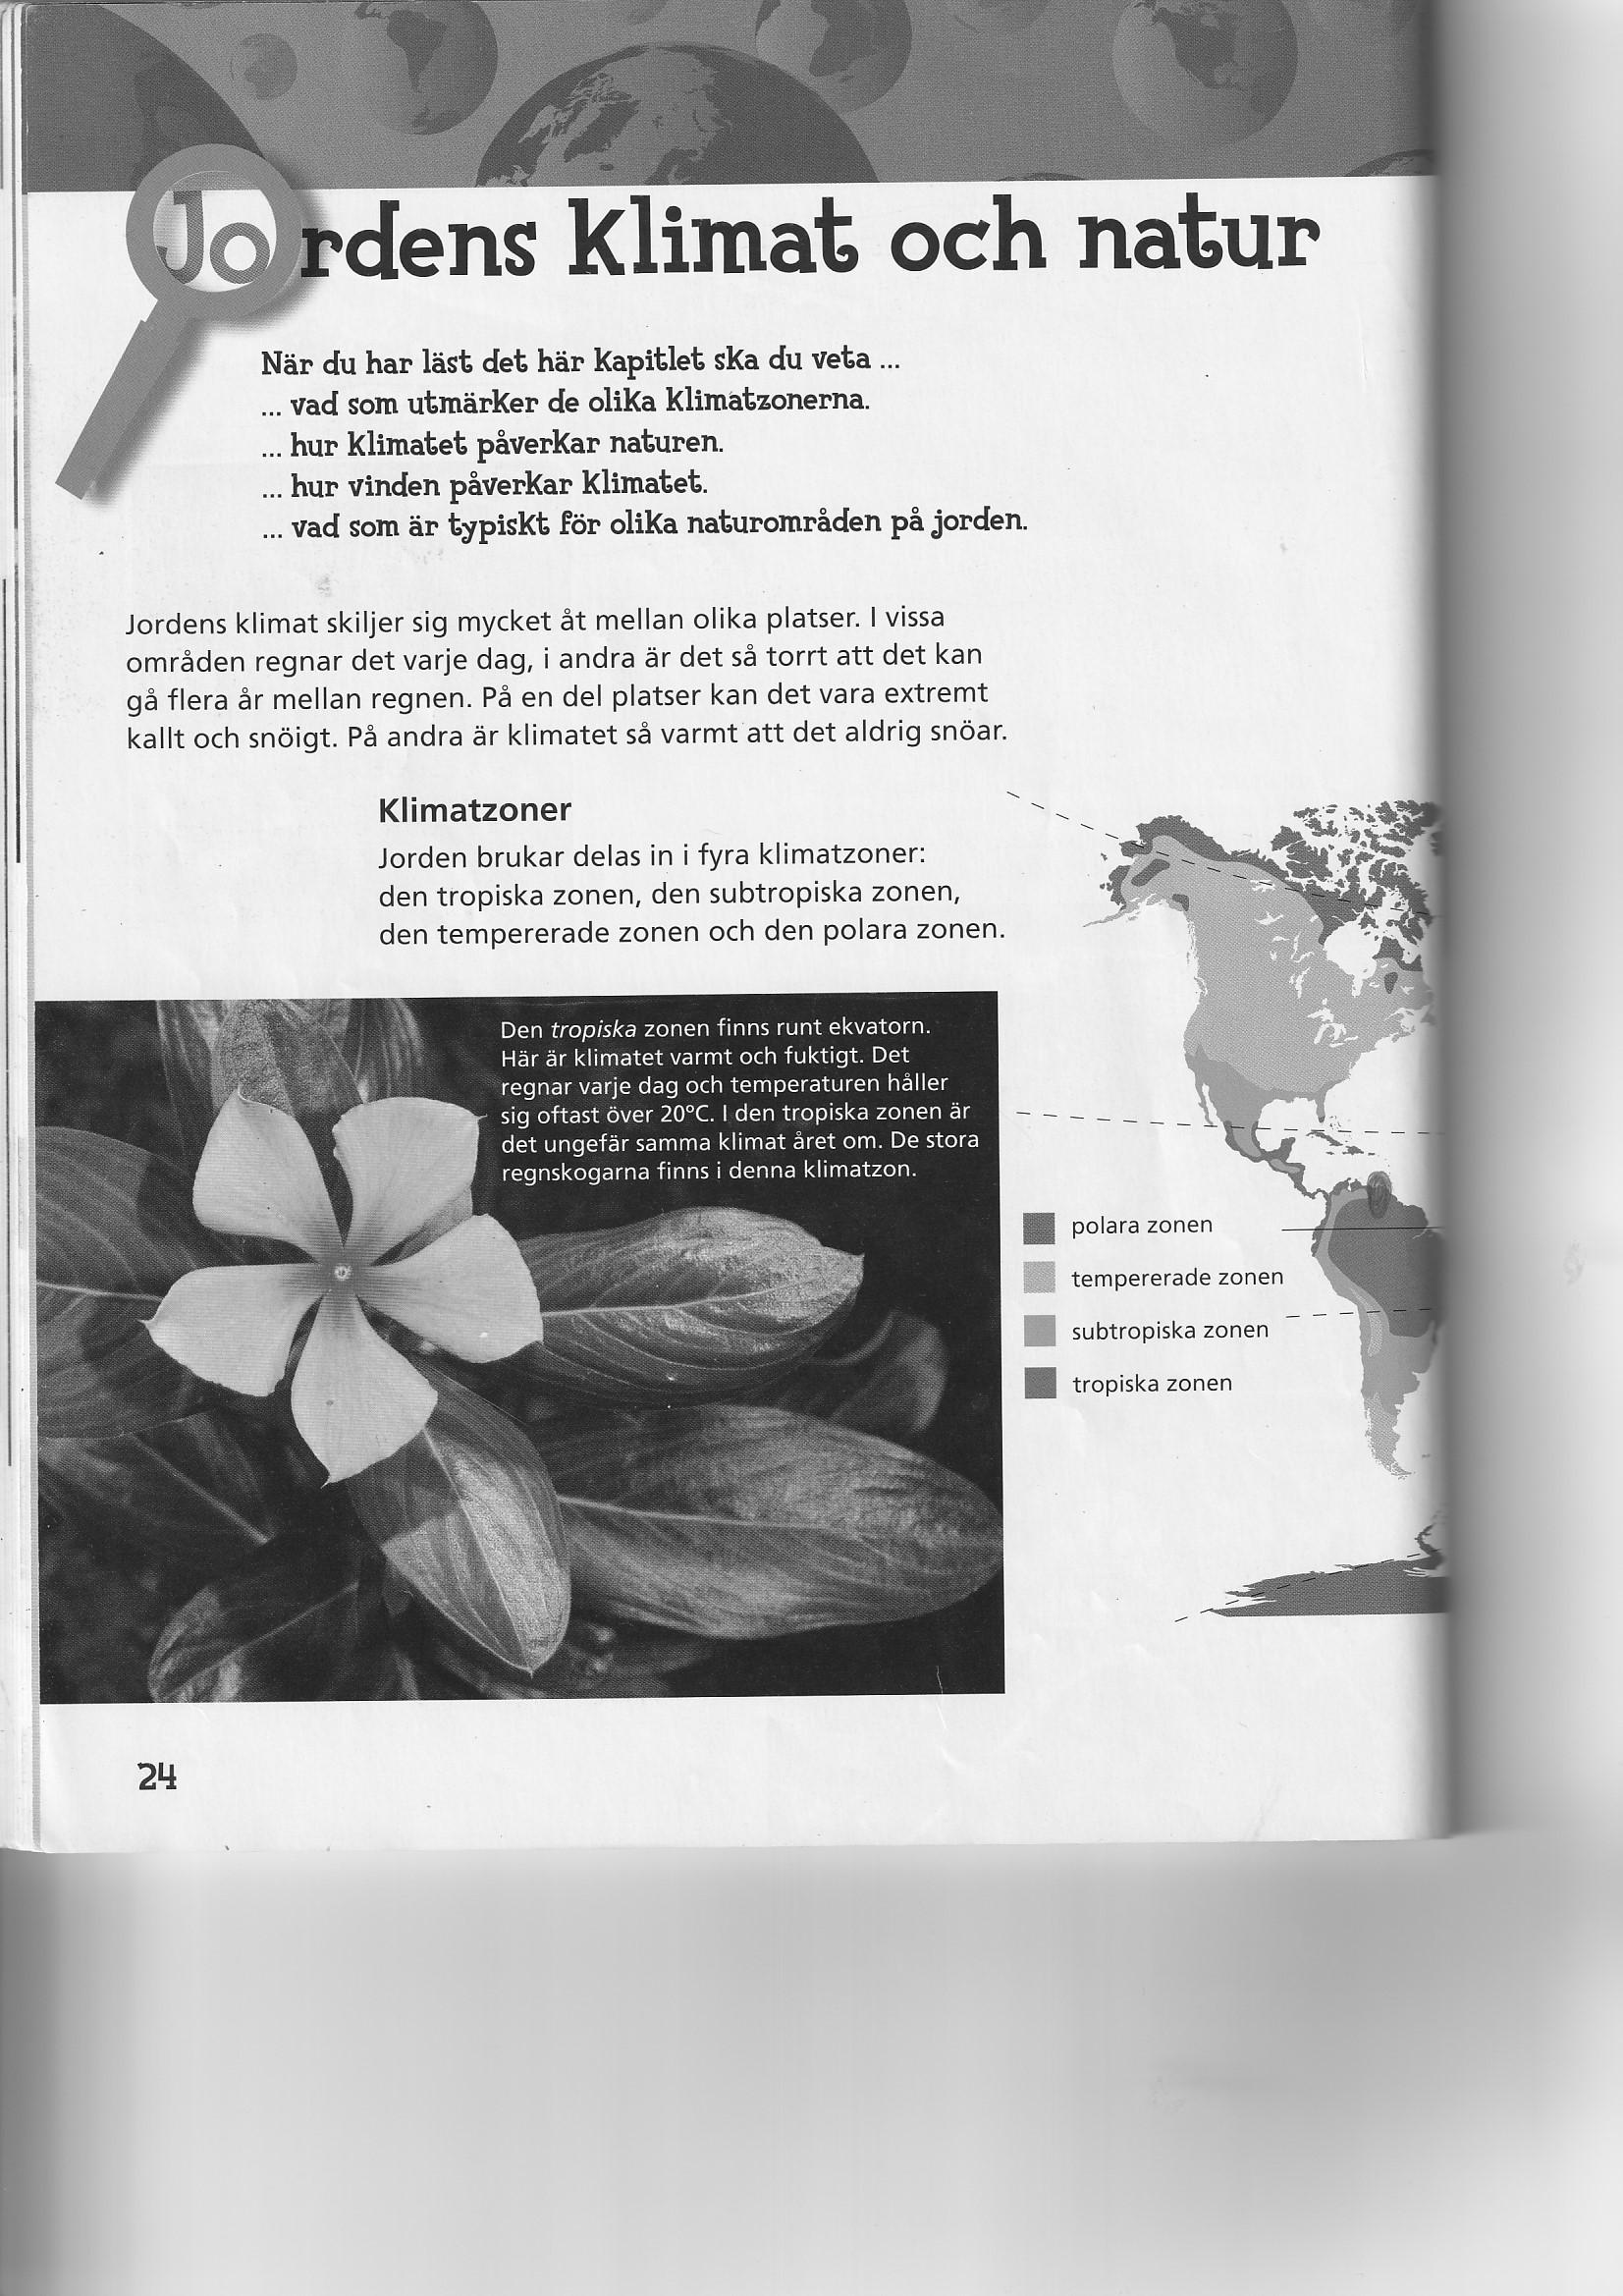 Jordens klimat och natur
När du har läst det här kapitlet ska du veta ...
... vad som utmärker de olika klimatzonerna.
... hur klimatet påverkar naturen.
... hur vinden påverkar klimatet.
... vad som är typiskt för olika naturområden på jorden.
Jordens klimat skiljer sig mycket åt mellan olika platser. I vissa
områden regnar det varje dag, i andra är det så torrt att det kan
gå flera år mellan regnen. På en del platser kan det vara extremt
kallt och snöigt. På andra är klimatet så varmt att det aldrig snöar.
Klimatzoner
Jorden brukar delas in i fyra klimatzoner:
den tropiska zonen, den subtropiska zonen,
den tempererade zonen och den polara zonen.
Den tropiska zonen finns runt ekvatorn.
Här är klimatet varmt och fuktigt. Det
regnar varje dag och temperaturen håller
sig oftast över 20°C. I den tropiska zonen är
det ungefär samma klimat året om. De stora
regnskogarna finns i denna klimatzon.
polara zonen
tempererade zonen
subtropiska zonen
tropiska zonen
24